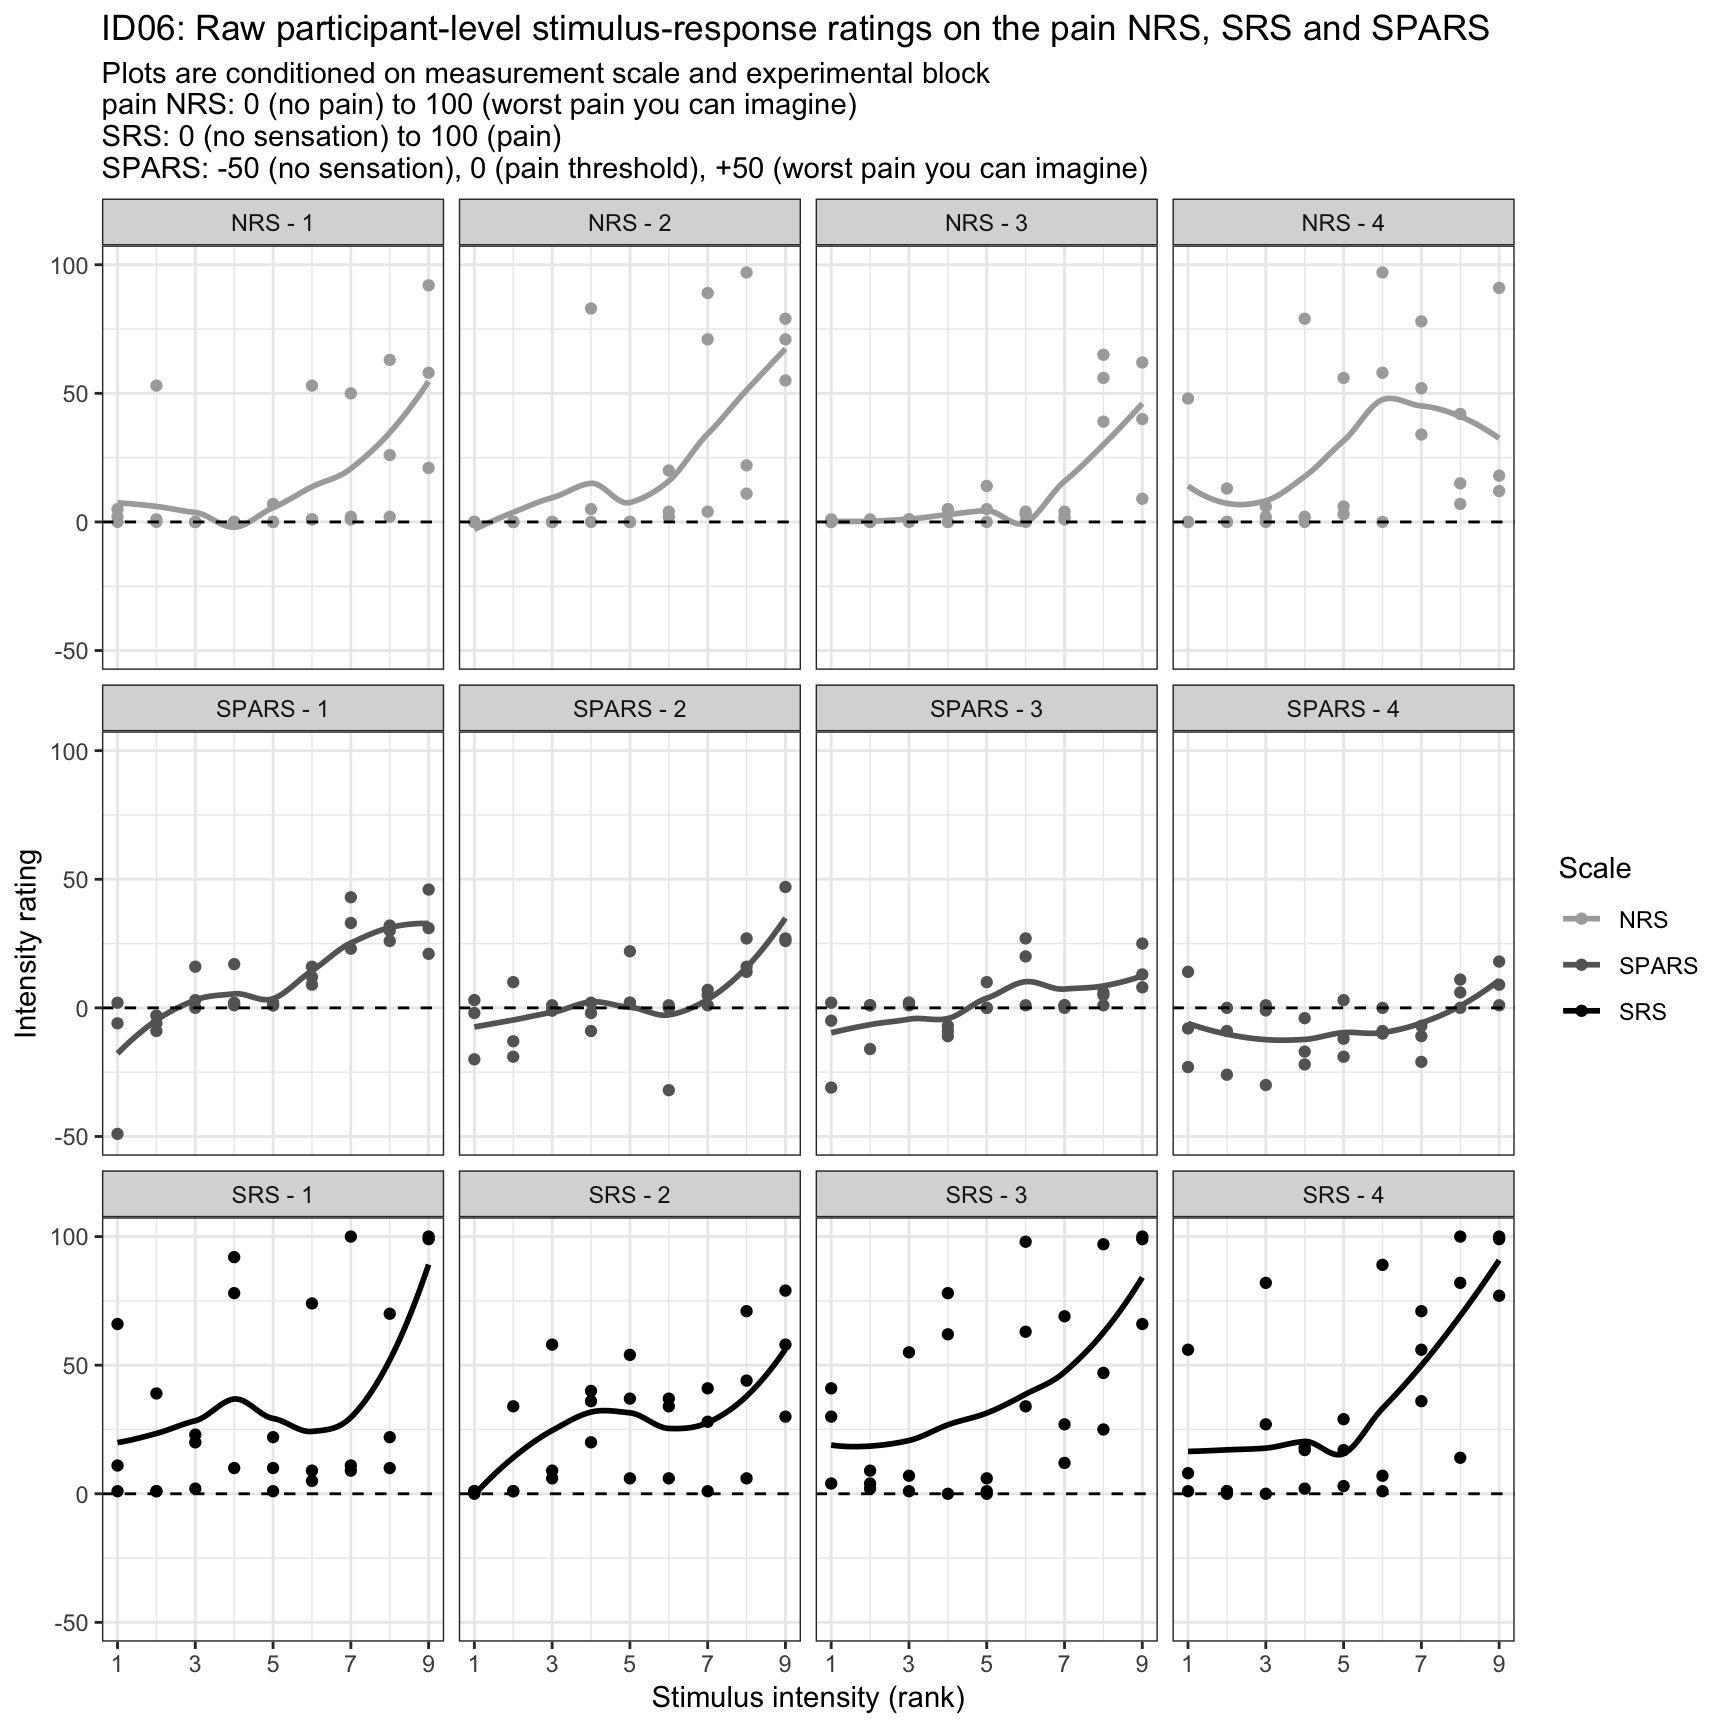 ID06: Raw participant-level stimulus-response ratings on the pain NRS, SRS and SPARS
Plots are conditioned on measurement scale and experimental block
pain NRS: 0 (no pain) to 100 (worst pain you can imagine)
SRS: 0 (no sensation) to 100 (pain)
SPARS: -50 (no sensation), 0 (pain threshold), +50 (worst pain you can imagine)
NRS - 1 NRS - 2 NRS - 3 NRS - 4
100
50
0
-50
SPARS - 1 SPARS - 2 SPARS - 3 SPARS - 4
100
50
0
-50
SRS - 1 SRS - 2 SRS - 3 SRS - 4
100
50
0
-50
1 3 5 7 9 1 3 5 7 9 1 3 5 7 9 1 3 5 7 9
Stimulus intensity (rank)
Intensity rating
Scale
NRS
SPARS
SRS